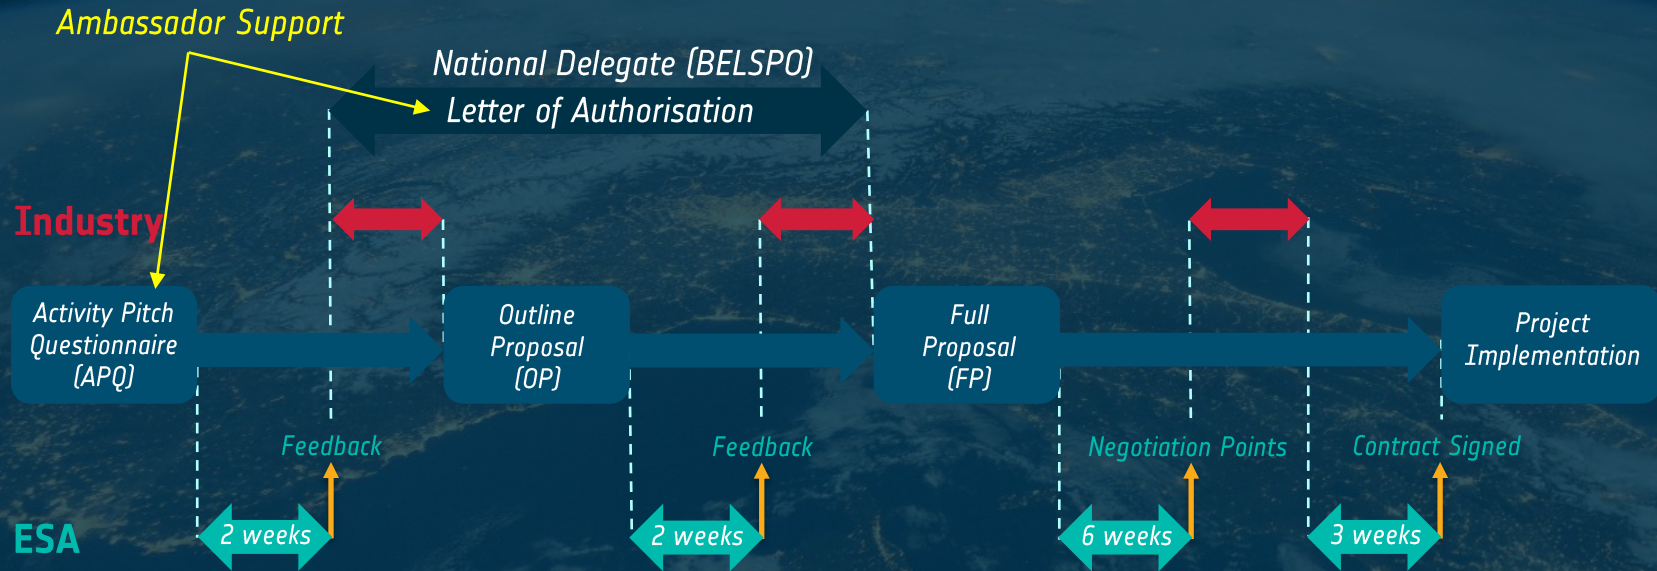 Ambassador Support
National Delegate (BELSPO)
Letter of Authorisation
Industry
Activity Pitch
Questionnaire
(APQ)
Outline
Proposal
(OP)
Full
Proposal
(FP)
Project
Implementation
Feedback
Feedback
Negotiation Points
Contract Signed
ESA
2 weeks
2 weeks
6 weeks
3 weeks